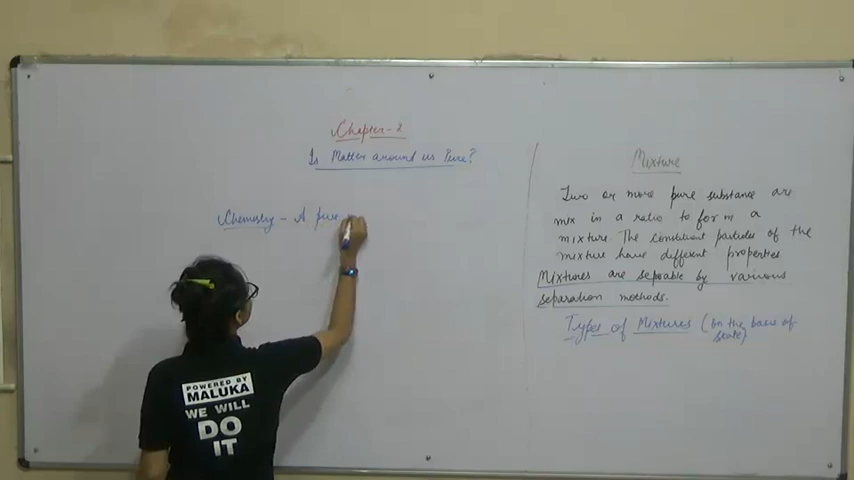 Chapter-2
Is Matter around us Pure?
Chemistry - A pure
Mixture
Two or more pure substance are
mix in a ratio to form a
mixture. The constituent particles of the
mixture have different properties
Mixtures are sepable by various
separation methods.
Types of Mixtures (on the basis of
state)
POWERED BY
MALUKA
WE WILL
DO
IT